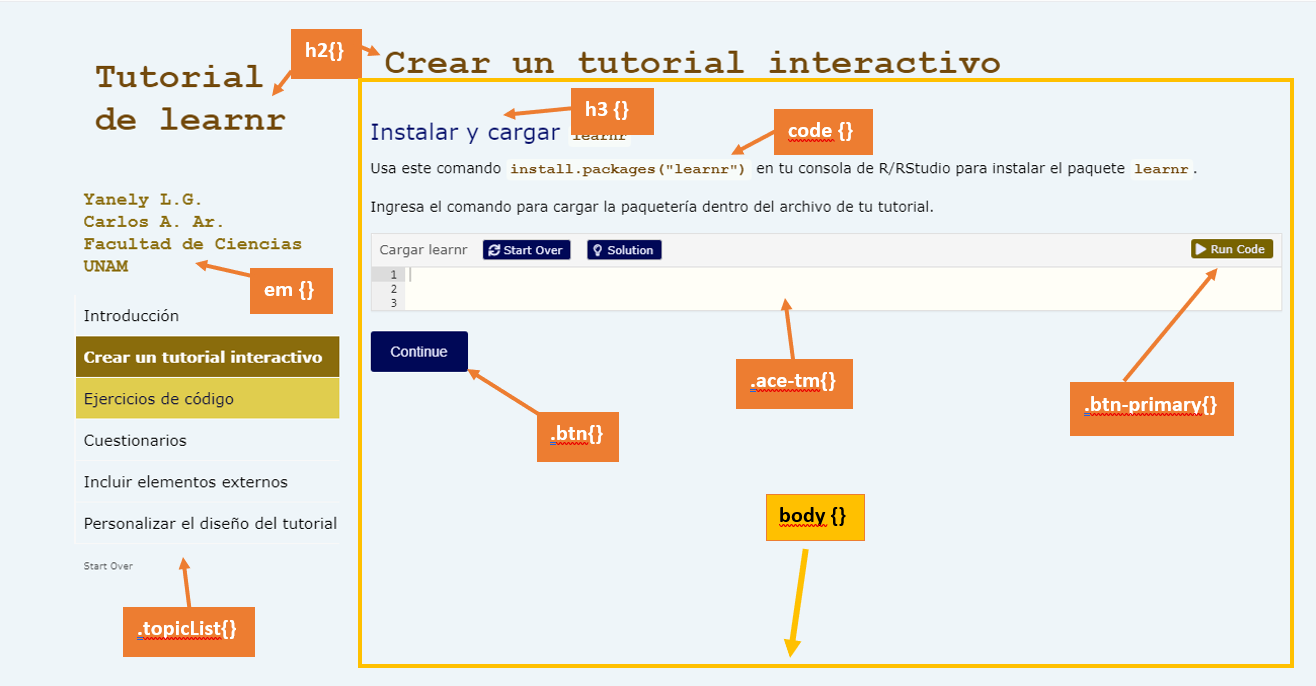 h2{}
Tutorial
de learnr
Yanely L.G.
Carlos A. Ar.
Facultad de Ciencias
UNAM
em {}
Introducción
Crear un tutorial interactivo
Ejercicios de código
Cuestionarios
Incluir elementos externos
Personalizar el diseño del tutorial
Start Over
.topicList{}
Crear un tutorial interactivo
h3 {}
Instalar y cargar learnr
code {}
Usa este comando install.packages("learnr") en tu consola de R/RStudio para instalar el paquete learnr.
Ingresa el comando para cargar la paquetería dentro del archivo de tu tutorial.
Cargar learnr Start Over Solution Run Code
1
2
3
Continue
.ace-tm{}
.btn-primary{}
.btn{}
body {}